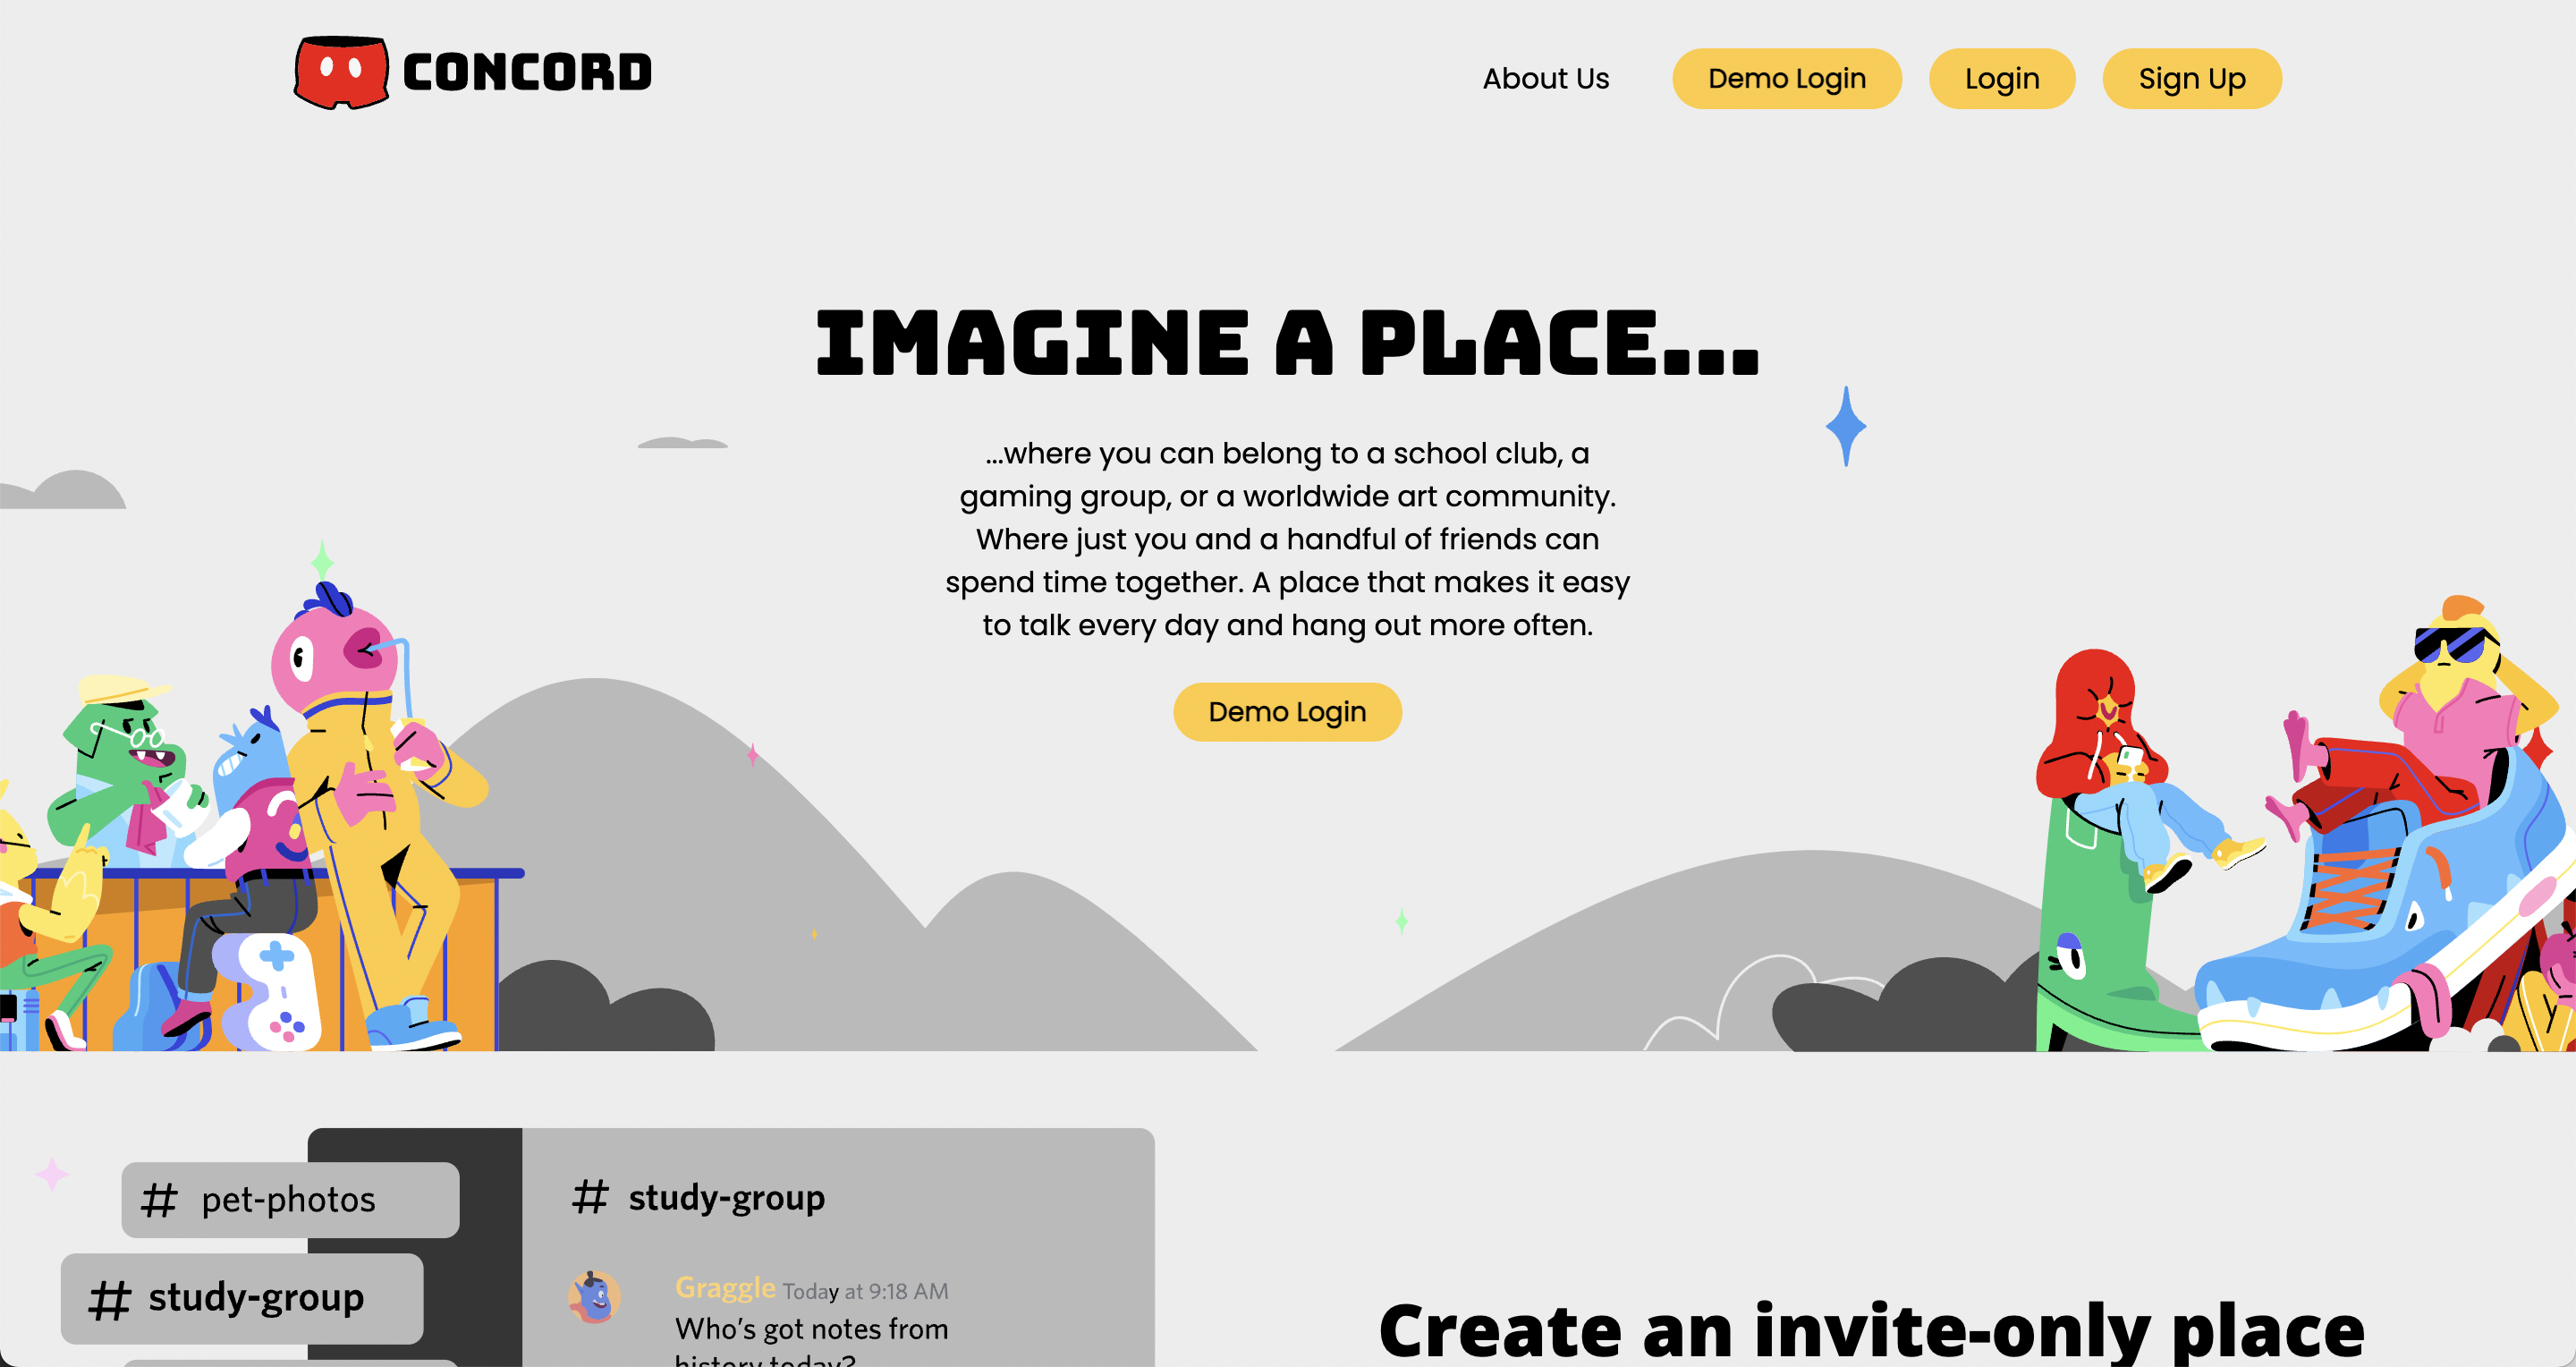 CONCORD
About Us
Demo Login
Login
Sign Up
IMAGINE A PLACE...
...where you can belong to a school club, a
gaming group, or a worldwide art community.
Where just you and a handful of friends can
spend time together. A place that makes it easy
to talk every day and hang out more often.
Demo Login
# pet-photos
# study-group
# study-group
Graggle Today at 9:18 AM
Who's got notes from
history today?
Create an invite-only place